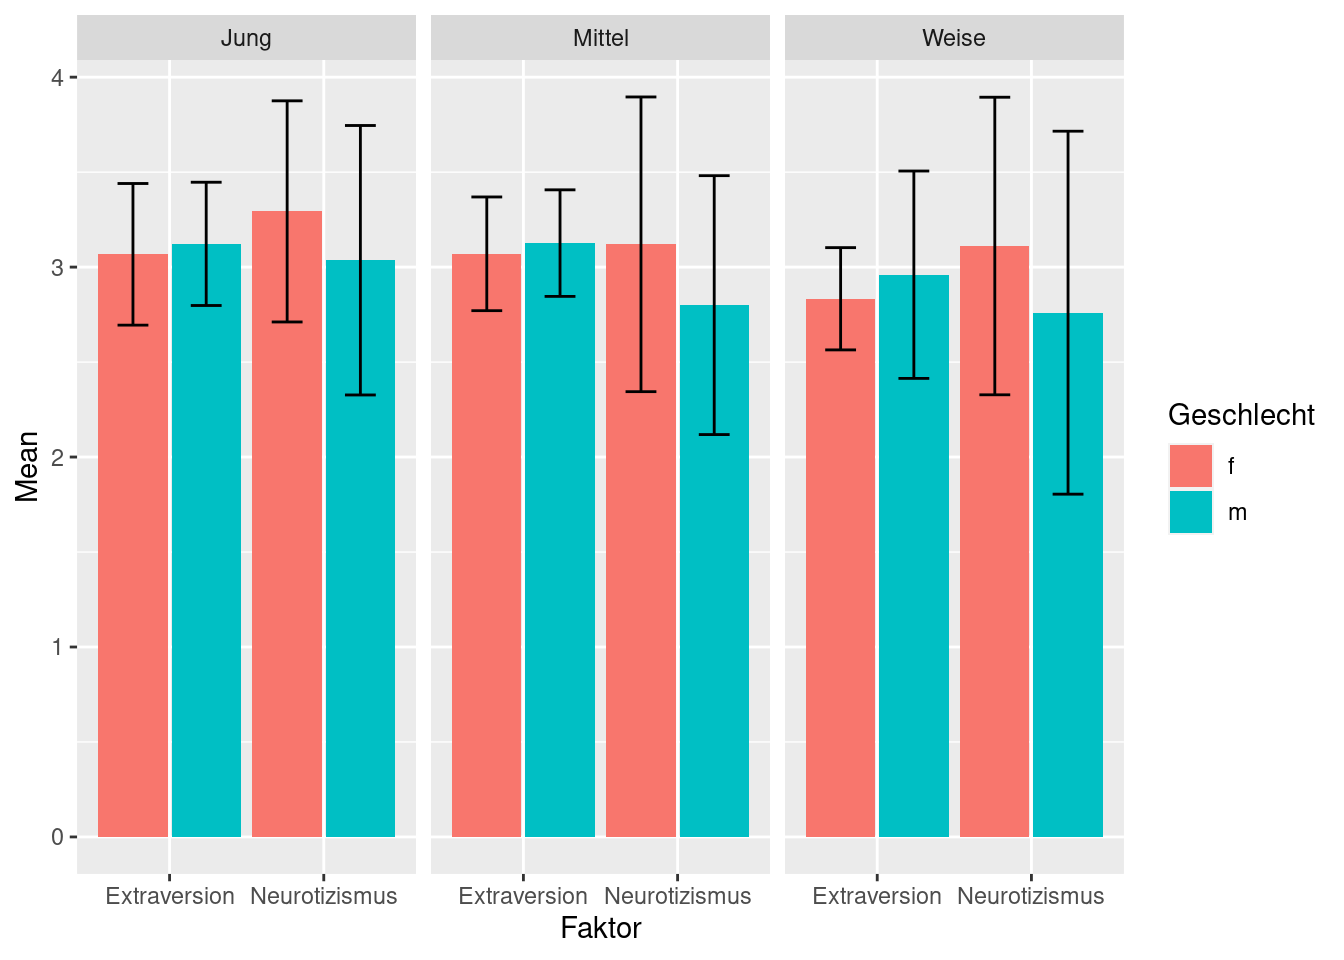 Jung Mittel Weise
4
3
2
1
0
Mean
Extraversion Neurotizismus Extraversion Neurotizismus Extraversion Neurotizismus
Faktor
Geschlecht
f
m